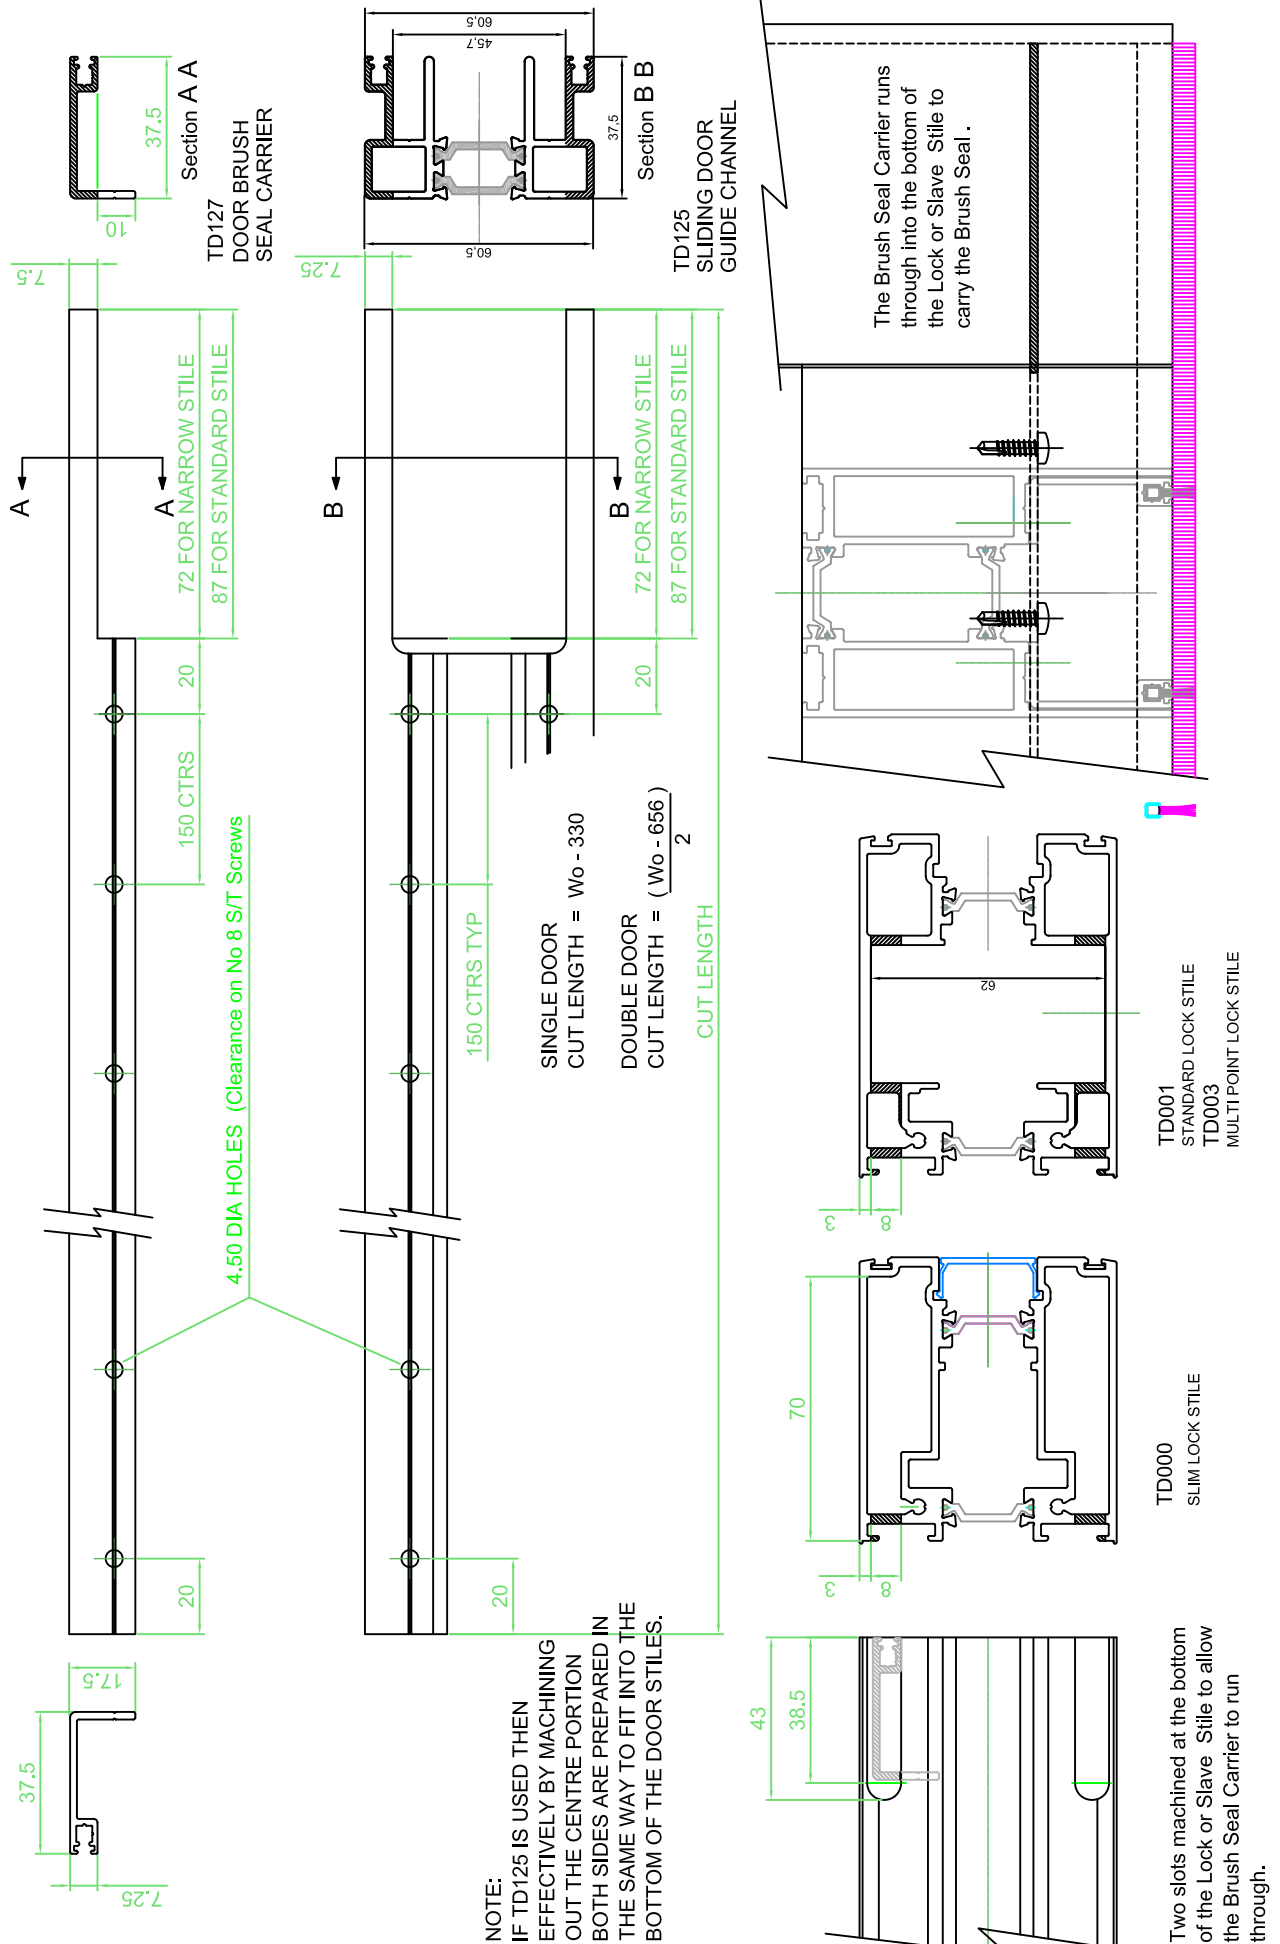 37.5
17.5
7.25
A
A
7.5
10
37.5
Section A A
TD127
DOOR BRUSH
SEAL CARRIER
72 FOR NARROW STILE
87 FOR STANDARD STILE
20
150 CTRS
20
4.50 DIA HOLES (Clearance on No 8 S/T Screws
B
B
7.25
60,5
45,7
60,5
37,5
Section B B
TD125
SLIDING DOOR
GUIDE CHANNEL
72 FOR NARROW STILE
87 FOR STANDARD STILE
20
150 CTRS TYP
20
CUT LENGTH
SINGLE DOOR
CUT LENGTH = Wo - 330
DOUBLE DOOR
CUT LENGTH = ( Wo - 656 )
2
NOTE:
IF TD125 IS USED THEN
EFFECTIVELY BY MACHINING
OUT THE CENTRE PORTION
BOTH SIDES ARE PREPARED IN
THE SAME WAY TO FIT INTO THE
BOTTOM OF THE DOOR STILES.
43
38.5
Two slots machined at the bottom
of the Lock or Slave Stile to allow
the Brush Seal Carrier to run
through.
70
3
8
TD000
SLIM LOCK STILE
3
8
62
TD001
STANDARD LOCK STILE
TD003
MULTI POINT LOCK STILE
The Brush Seal Carrier runs
through into the bottom of
the Lock or Slave Stile to
carry the Brush Seal .